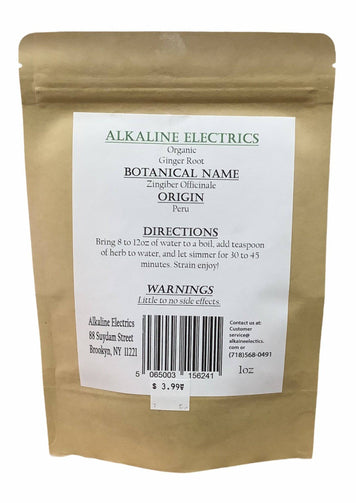 ALKALINE ELECTRICS
Organic
Ginger Root
BOTANICAL NAME
Zingiber Officinale
ORIGIN
Peru
DIRECTIONS
Bring 8 to 12oz of water to a boil, add teaspoon
of herb to water, and let simmer for 30 to 45
minutes. Strain enjoy!
WARNINGS
Little to no side effects.
Alkaline Electrics
88 Suydam Street
Brookyn, NY 11221
5 065003 156241
$ 3.99
Contact us at:
Customer
service@
alkaineelectics.
com or
(718)568-0491
1oz